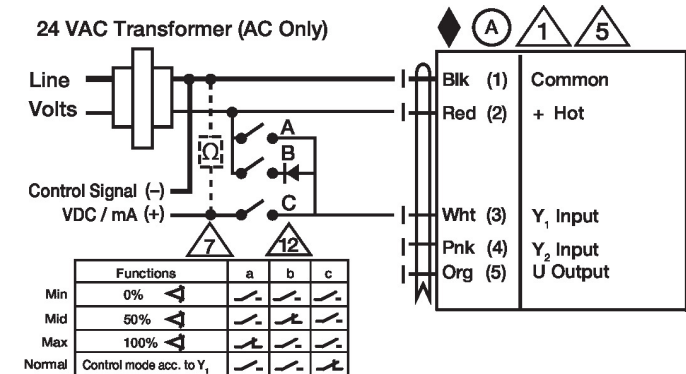 24 VAC Transformer (AC Only)
A 1 5
Line
Volts
Blk (1) Common
Red (2) + Hot
A
Ω
B
Control Signal (–)
VDC / mA (+)
C
Wht (3) Y1 Input
Pnk (4) Y2 Input
Org (5) U Output
7 12
Functions a b c
Min 0%
Mid 50%
Max 100%
Normal Control mode acc. to Y1